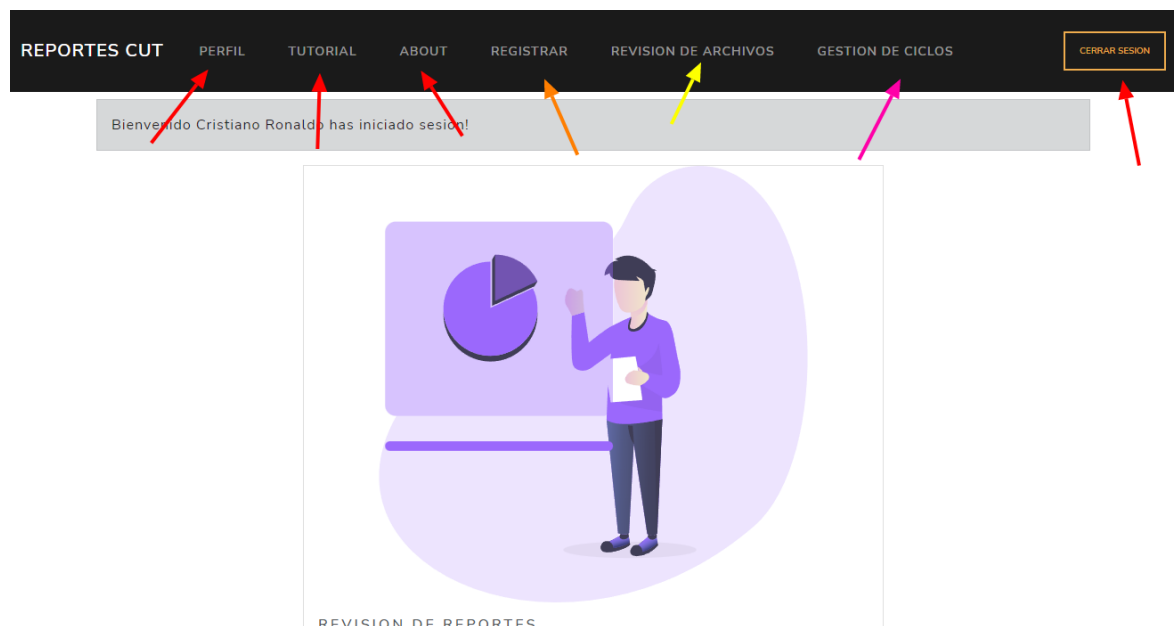 REPORTES CUT PERFIL TUTORIAL ABOUT REGISTRAR REVISION DE ARCHIVOS GESTION DE CICLOS CERRAR SESION
Bienvenido Cristiano Ronaldo has iniciado sesión!
REVISION DE REPORTES